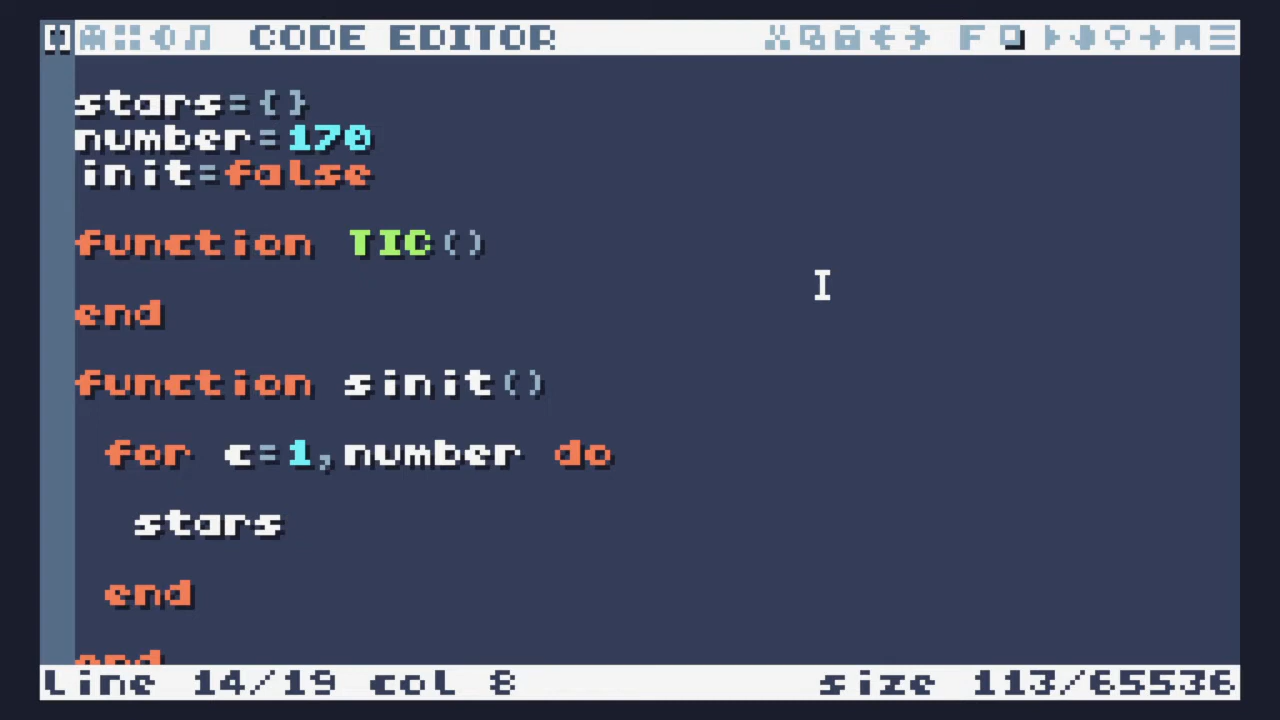 CODE EDITOR
F
stars={}
number=170
init=false
function TIC()
end
function sinit()
for c=1,number do
stars
end
end
line 14/19 col 8
size 113/65536